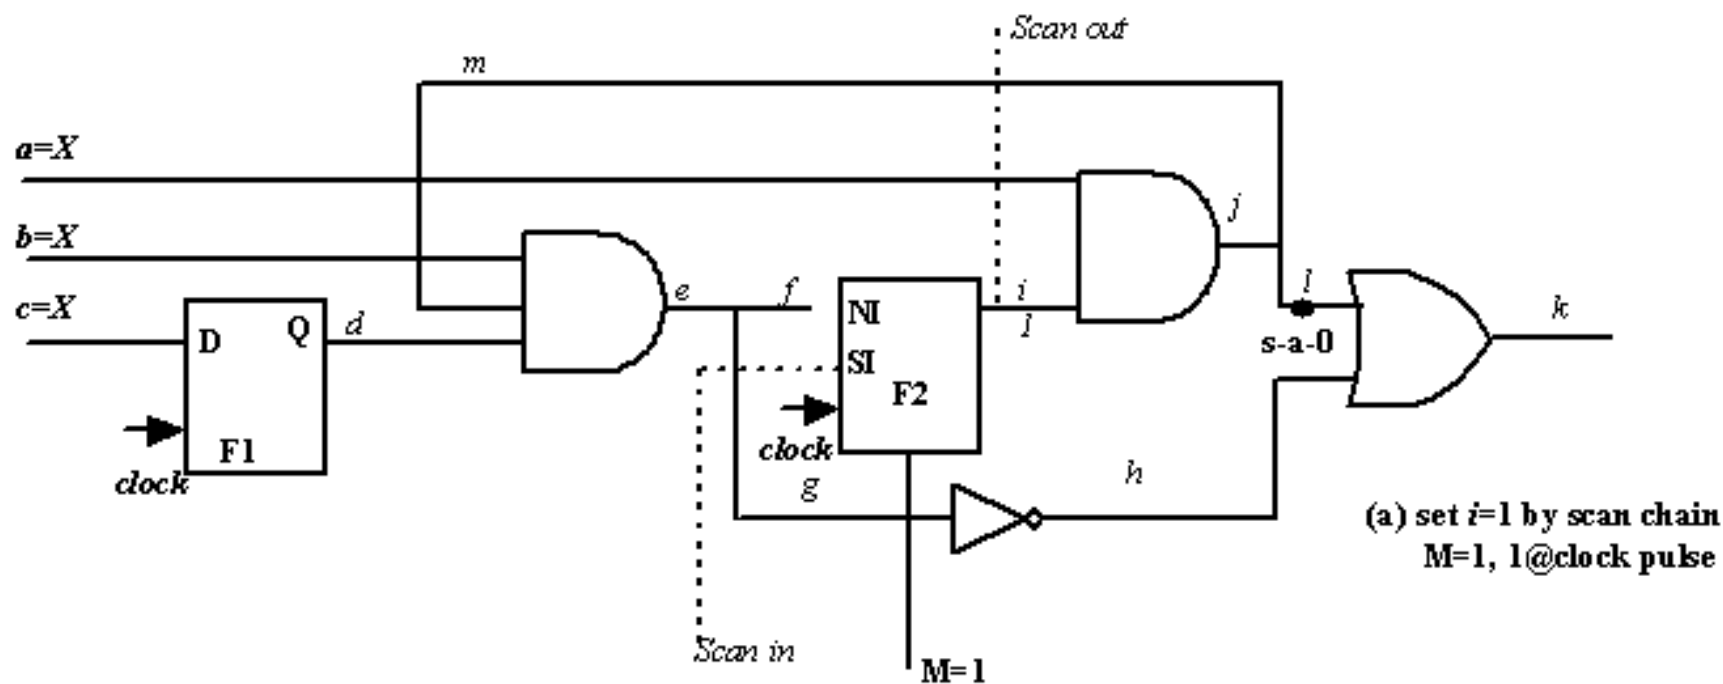 Scan out
m
a=X
j
b=X
e
f
i
l
c=X
D
Q
d
NI
l
k
s-a-0
SI
F2
F1
clock
clock
g
h
(a) set i=1 by scan chain
M=1, 1@clock pulse
Scan in
M=1